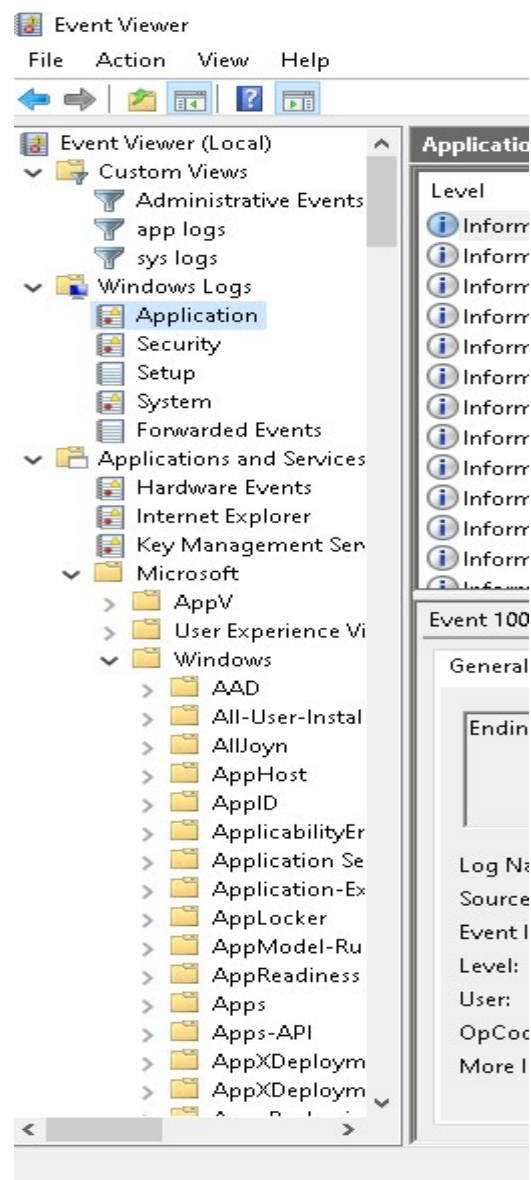 Event Viewer
File Action View Help
Event Viewer (Local)
Custom Views
Administrative Events
app logs
sys logs
Windows Logs
Application
Security
Setup
System
Forwarded Events
Applications and Services
Hardware Events
Internet Explorer
Key Management Ser
Microsoft
AppV
User Experience Vi
Windows
AAD
All-User-Instal
AllJoyn
AppHost
AppID
ApplicabilityEr
Application Se
Application-Ex
AppLocker
AppModel-Ru
AppReadiness
Apps
Apps-API
AppXDeploym
AppXDeploym
Applicatio
Level
Inform
Inform
Inform
Inform
Inform
Inform
Inform
Inform
Inform
Inform
Inform
Inform
Event 100
General
Endin
Log Na
Source
Event I
Level:
User:
OpCod
More I